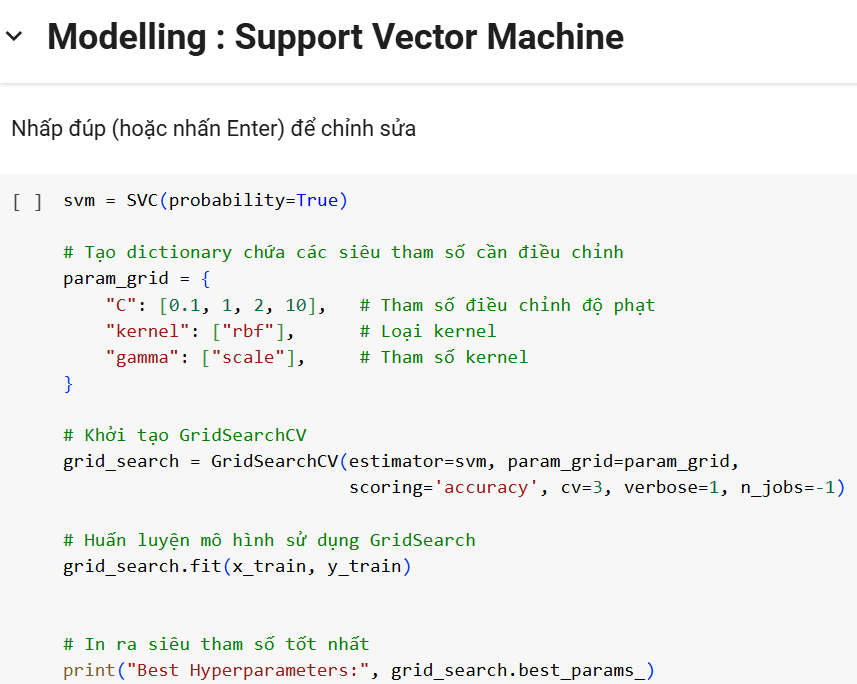 Modelling : Support Vector Machine
Nhấp đúp (hoặc nhấn Enter) để chỉnh sửa
[ ] svm = SVC(probability=True)
# Tạo dictionary chứa các siêu tham số cần điều chỉnh
param_grid = {
    "C": [0.1, 1, 2, 10],   # Tham số điều chỉnh độ phạt
    "kernel": ["rbf"],      # Loại kernel
    "gamma": ["scale"],     # Tham số kernel
}
# Khởi tạo GridSearchCV
grid_search = GridSearchCV(estimator=svm, param_grid=param_grid,
                           scoring='accuracy', cv=3, verbose=1, n_jobs=-1)
# Huấn luyện mô hình sử dụng GridSearch
grid_search.fit(x_train, y_train)
# In ra siêu tham số tốt nhất
print("Best Hyperparameters:", grid_search.best_params_)